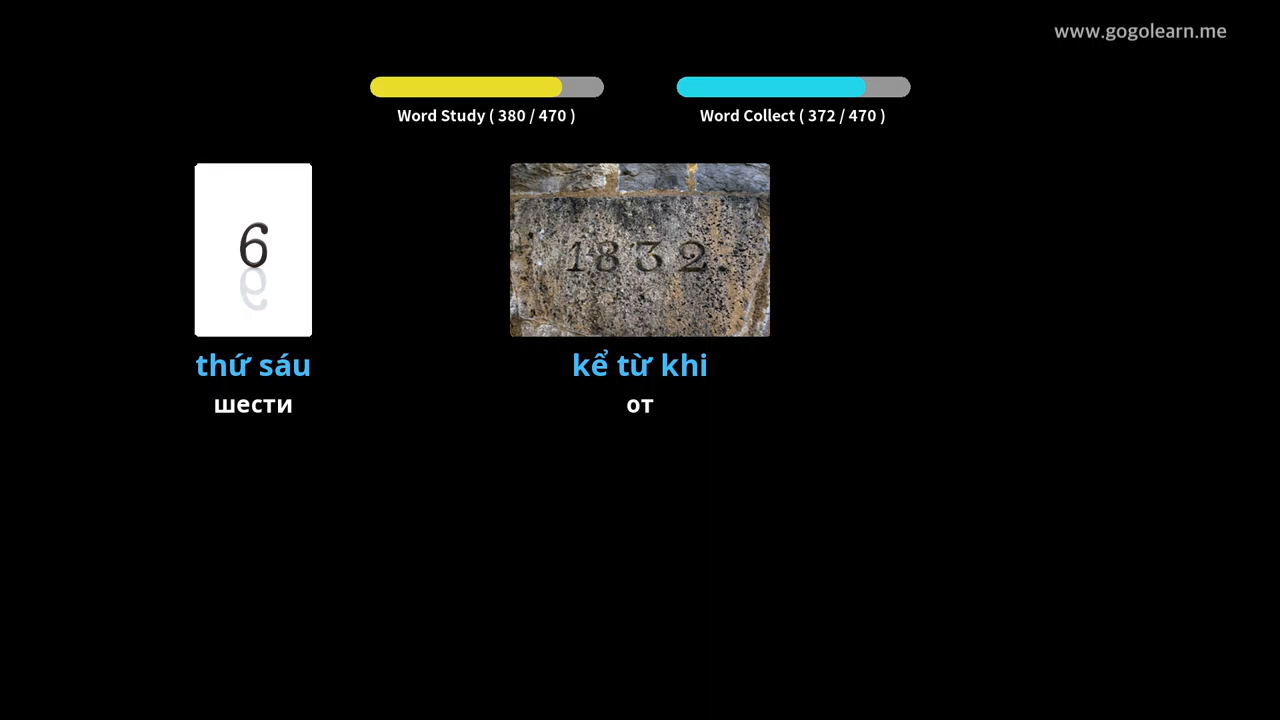 www.gogolearn.me
Word Study ( 380 / 470 )
Word Collect ( 372 / 470 )
6
1832.
thứ sáu
kể từ khi
шести
от